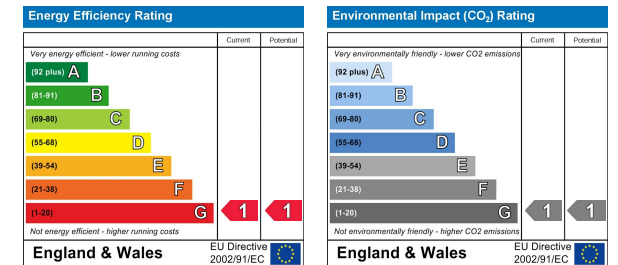 Energy Efficiency Rating
Current Potential
Very energy efficient - lower running costs
(92 plus) A
(81-91) B
(69-80) C
(55-68) D
(39-54) E
(21-38) F
(1-20) G 1 1
Not energy efficient - higher running costs
England & Wales
EU Directive
2002/91/EC
Environmental Impact (CO₂) Rating
Current Potential
Very environmentally friendly - lower CO2 emissions
(92 plus) A
(81-91) B
(69-80) C
(55-68) D
(39-54) E
(21-38) F
(1-20) G 1 1
Not environmentally friendly - higher CO2 emissions
England & Wales
EU Directive
2002/91/EC